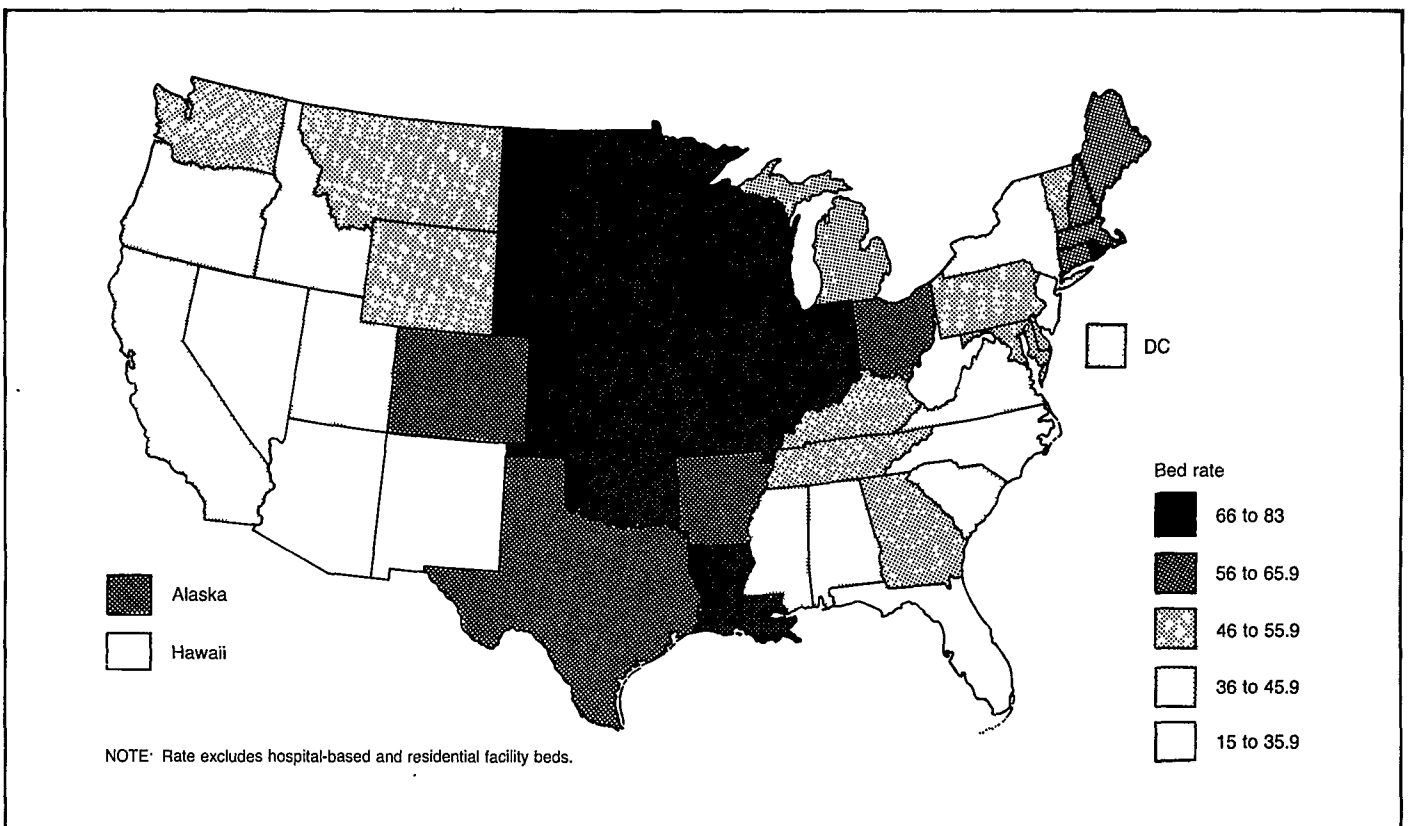 DC
Bed rate
66 to 83
56 to 65.9
46 to 55.9
36 to 45.9
15 to 35.9
Alaska
Hawaii
NOTE· Rate excludes hospital-based and residential facility beds.